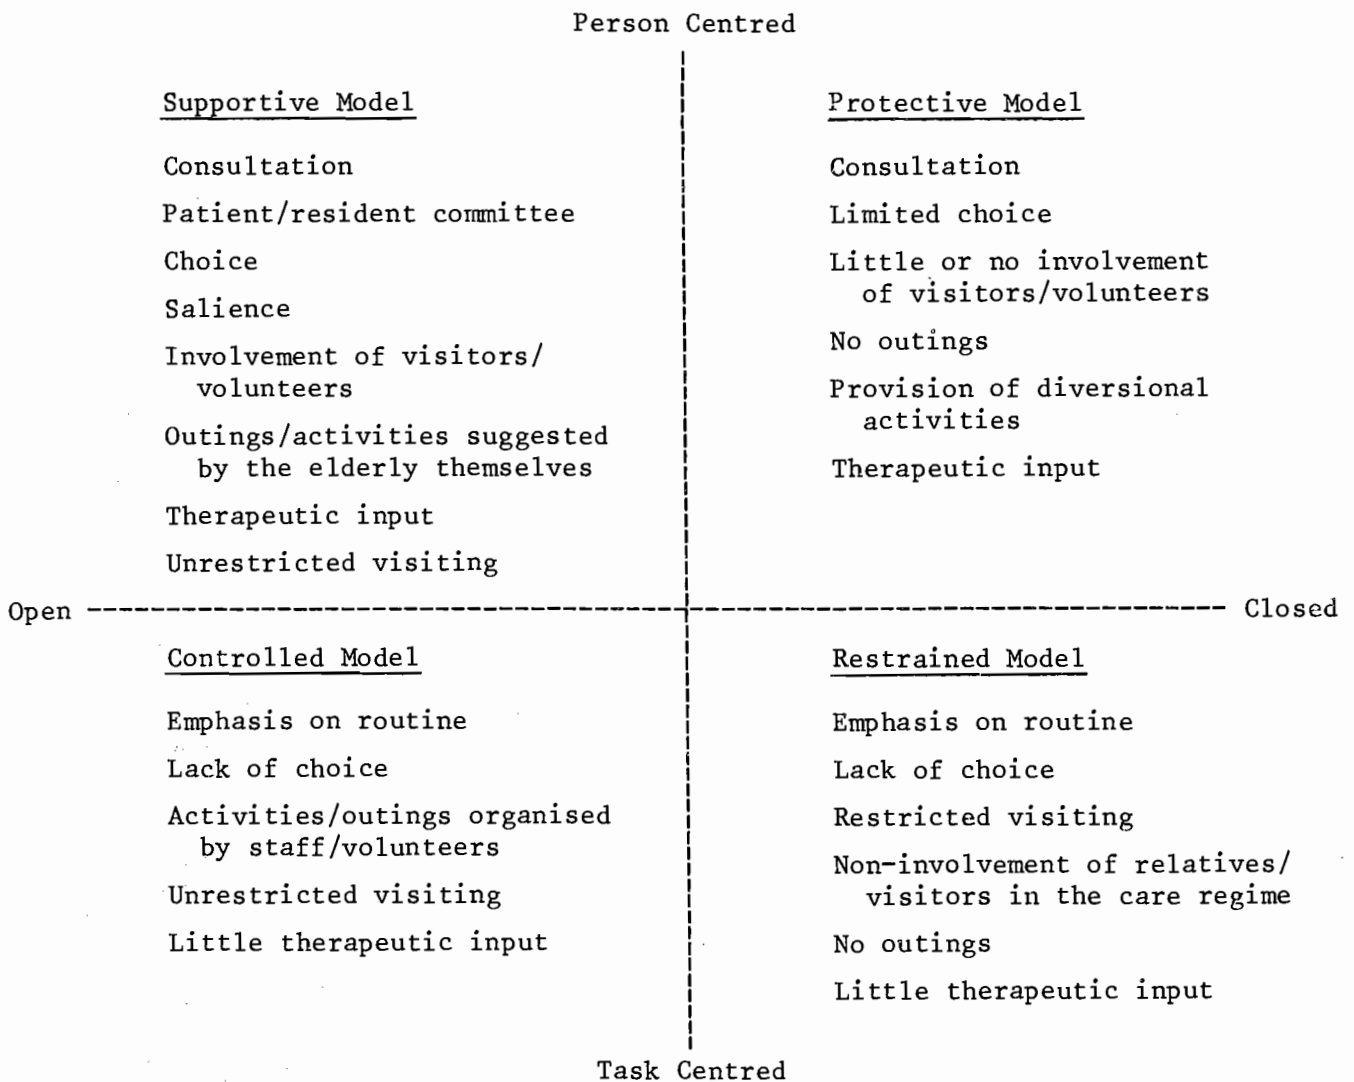 Person Centred
Supportive Model
Consultation
Patient/resident committee
Choice
Salience
Involvement of visitors/
volunteers
Outings/activities suggested
by the elderly themselves
Therapeutic input
Unrestricted visiting
Protective Model
Consultation
Limited choice
Little or no involvement
of visitors/volunteers
No outings
Provision of diversional
activities
Therapeutic input
Open
Closed
Controlled Model
Emphasis on routine
Lack of choice
Activities/outings organised
by staff/volunteers
Unrestricted visiting
Little therapeutic input
Restrained Model
Emphasis on routine
Lack of choice
Restricted visiting
Non-involvement of relatives/
visitors in the care regime
No outings
Little therapeutic input
Task Centred